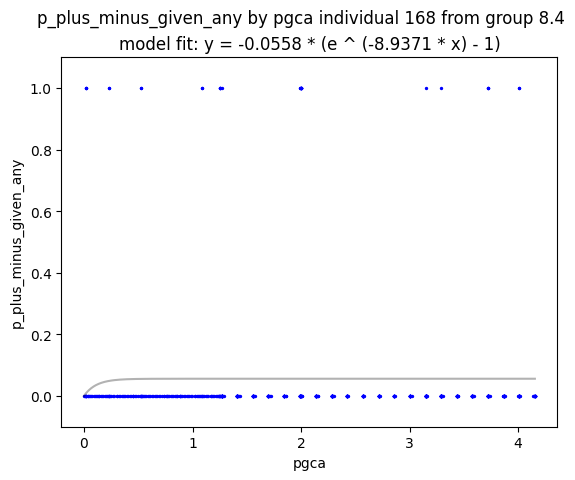 p_plus_minus_given_any by pgca individual 168 from group 8.4
model fit: y = -0.0558 * (e ^ (-8.9371 * x) - 1)
1.0
0.8
0.6
0.4
0.2
0.0
p_plus_minus_given_any
0 1 2 3 4
pgca